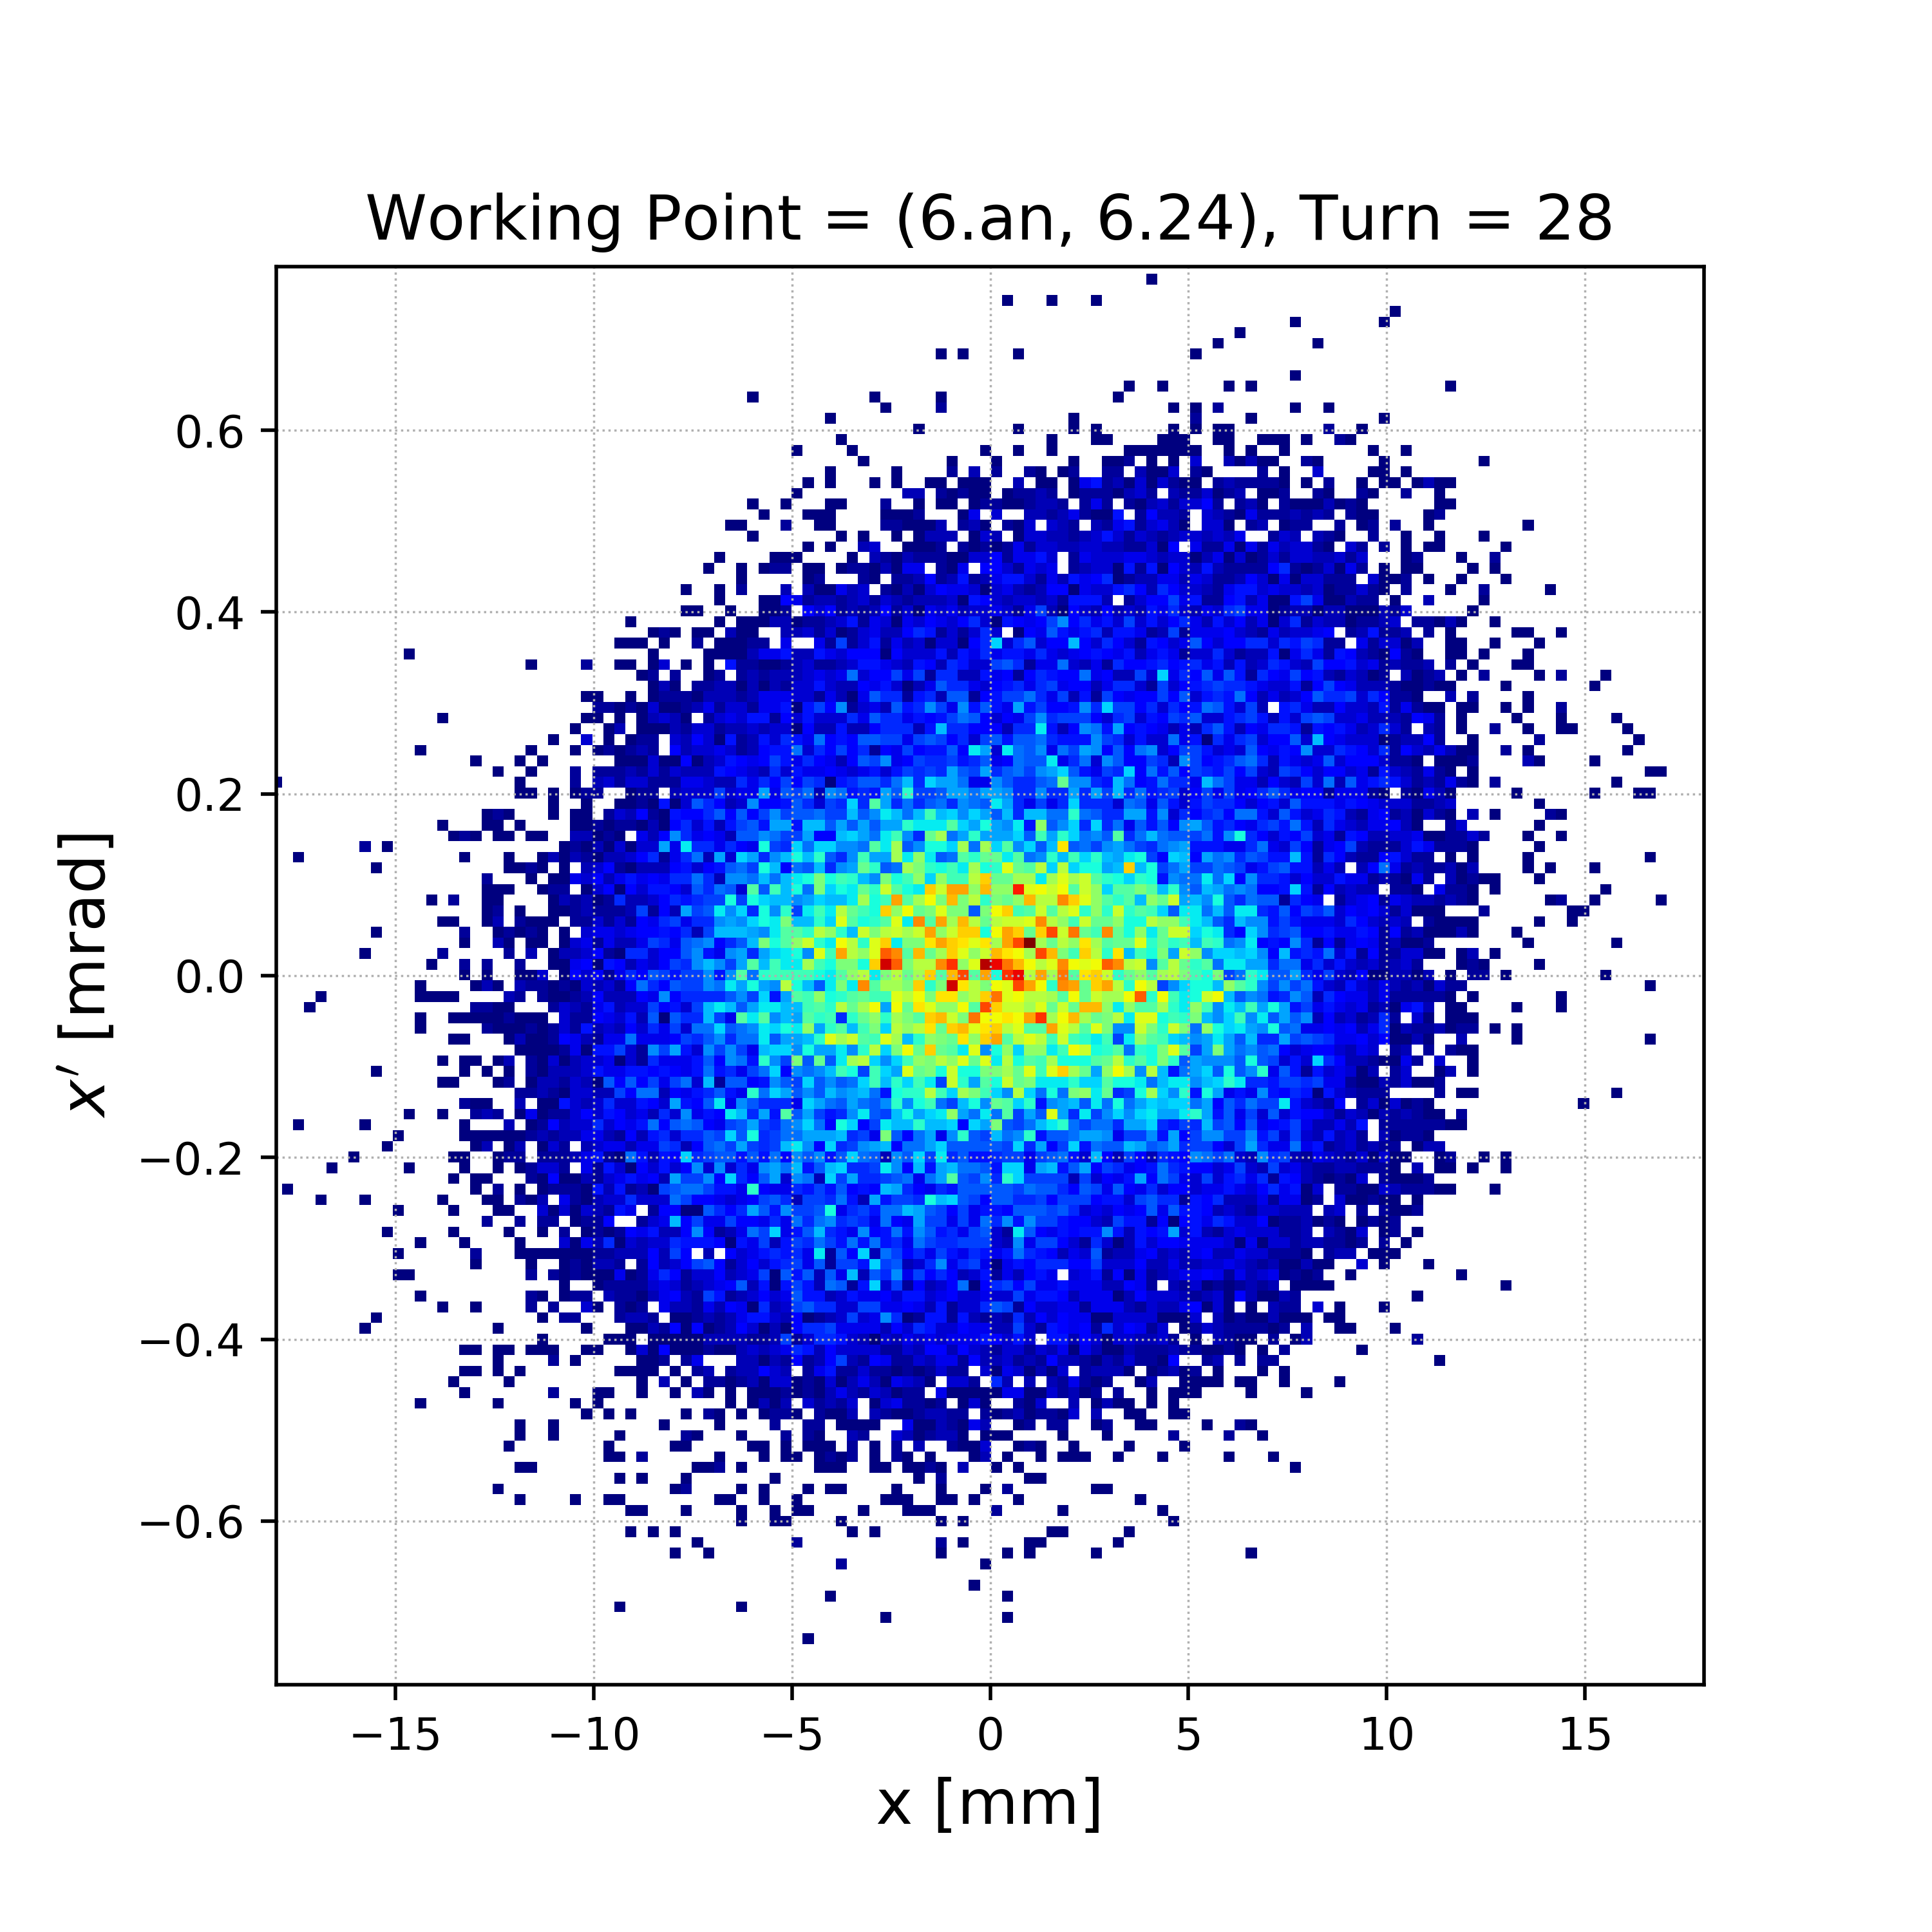 Working Point = (6.an, 6.24), Turn = 28
0.6
0.4
0.2
0.0
−0.2
−0.4
−0.6
x′ [mrad]
−15 −10 −5 0 5 10 15
x [mm]